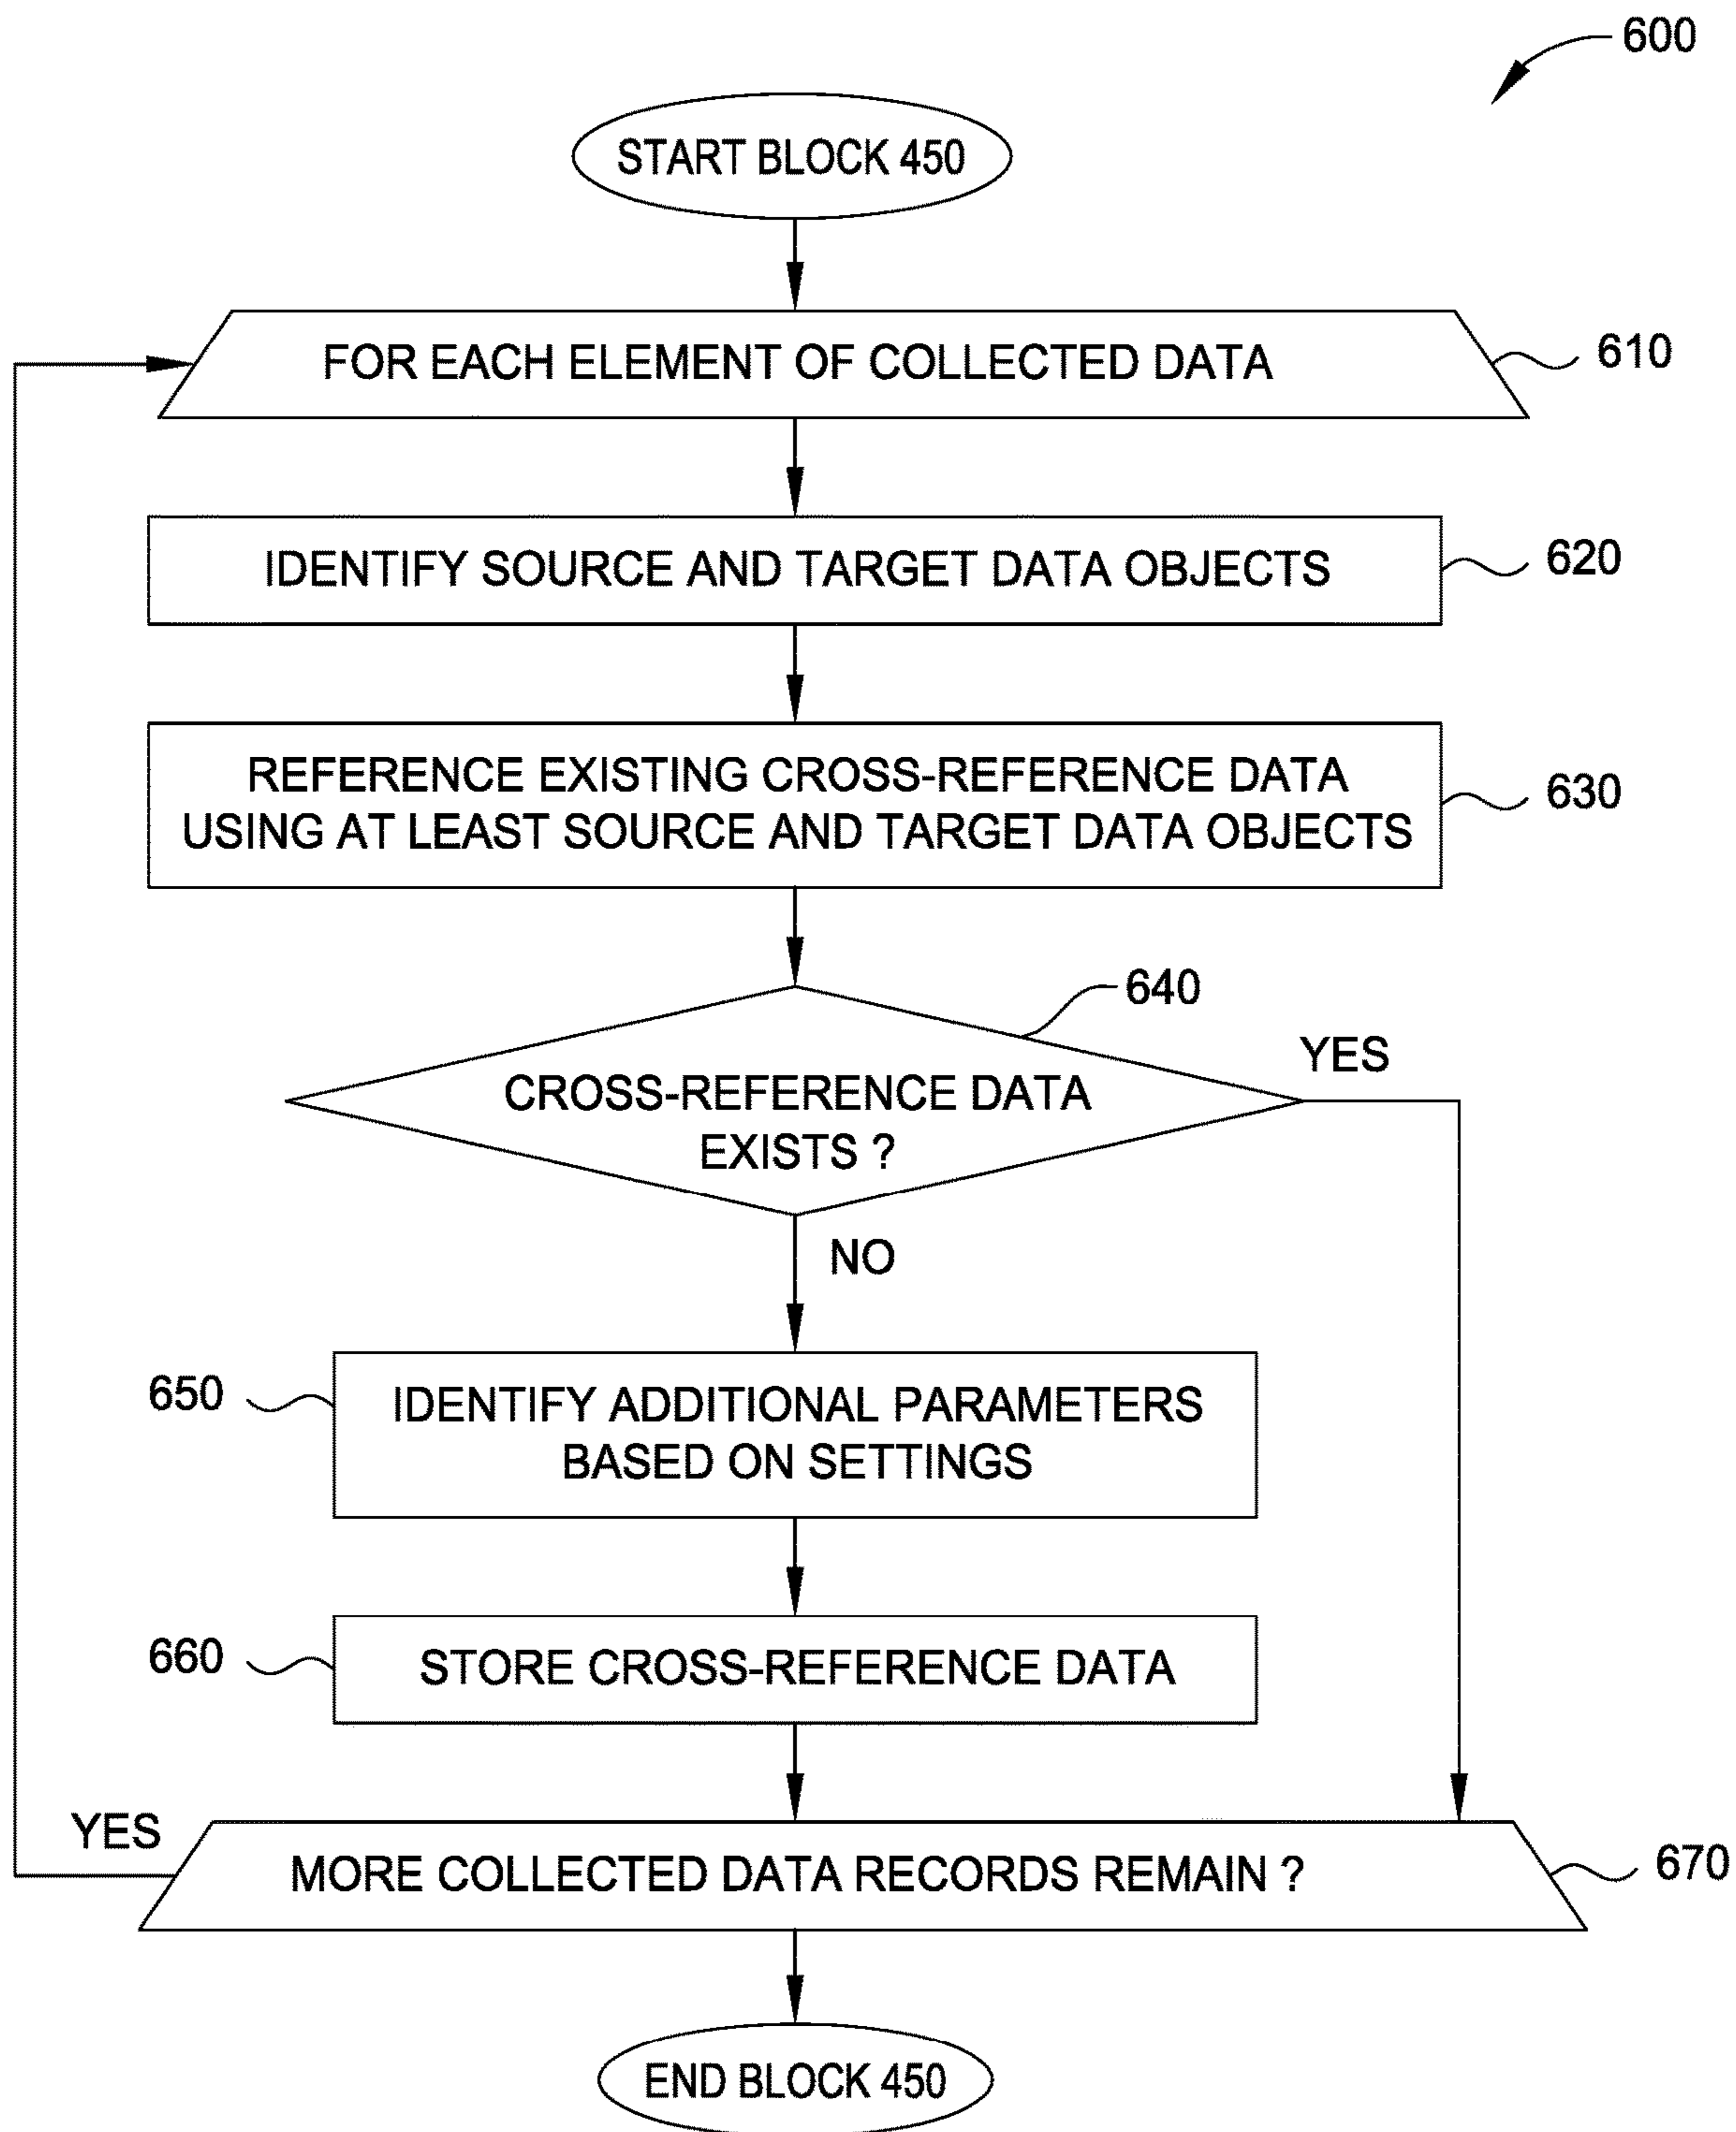 600
START BLOCK 450
FOR EACH ELEMENT OF COLLECTED DATA
610
IDENTIFY SOURCE AND TARGET DATA OBJECTS
620
REFERENCE EXISTING CROSS-REFERENCE DATA
USING AT LEAST SOURCE AND TARGET DATA OBJECTS
630
640
CROSS-REFERENCE DATA
EXISTS ?
YES
NO
650
IDENTIFY ADDITIONAL PARAMETERS
BASED ON SETTINGS
660
STORE CROSS-REFERENCE DATA
YES
MORE COLLECTED DATA RECORDS REMAIN ?
670
END BLOCK 450